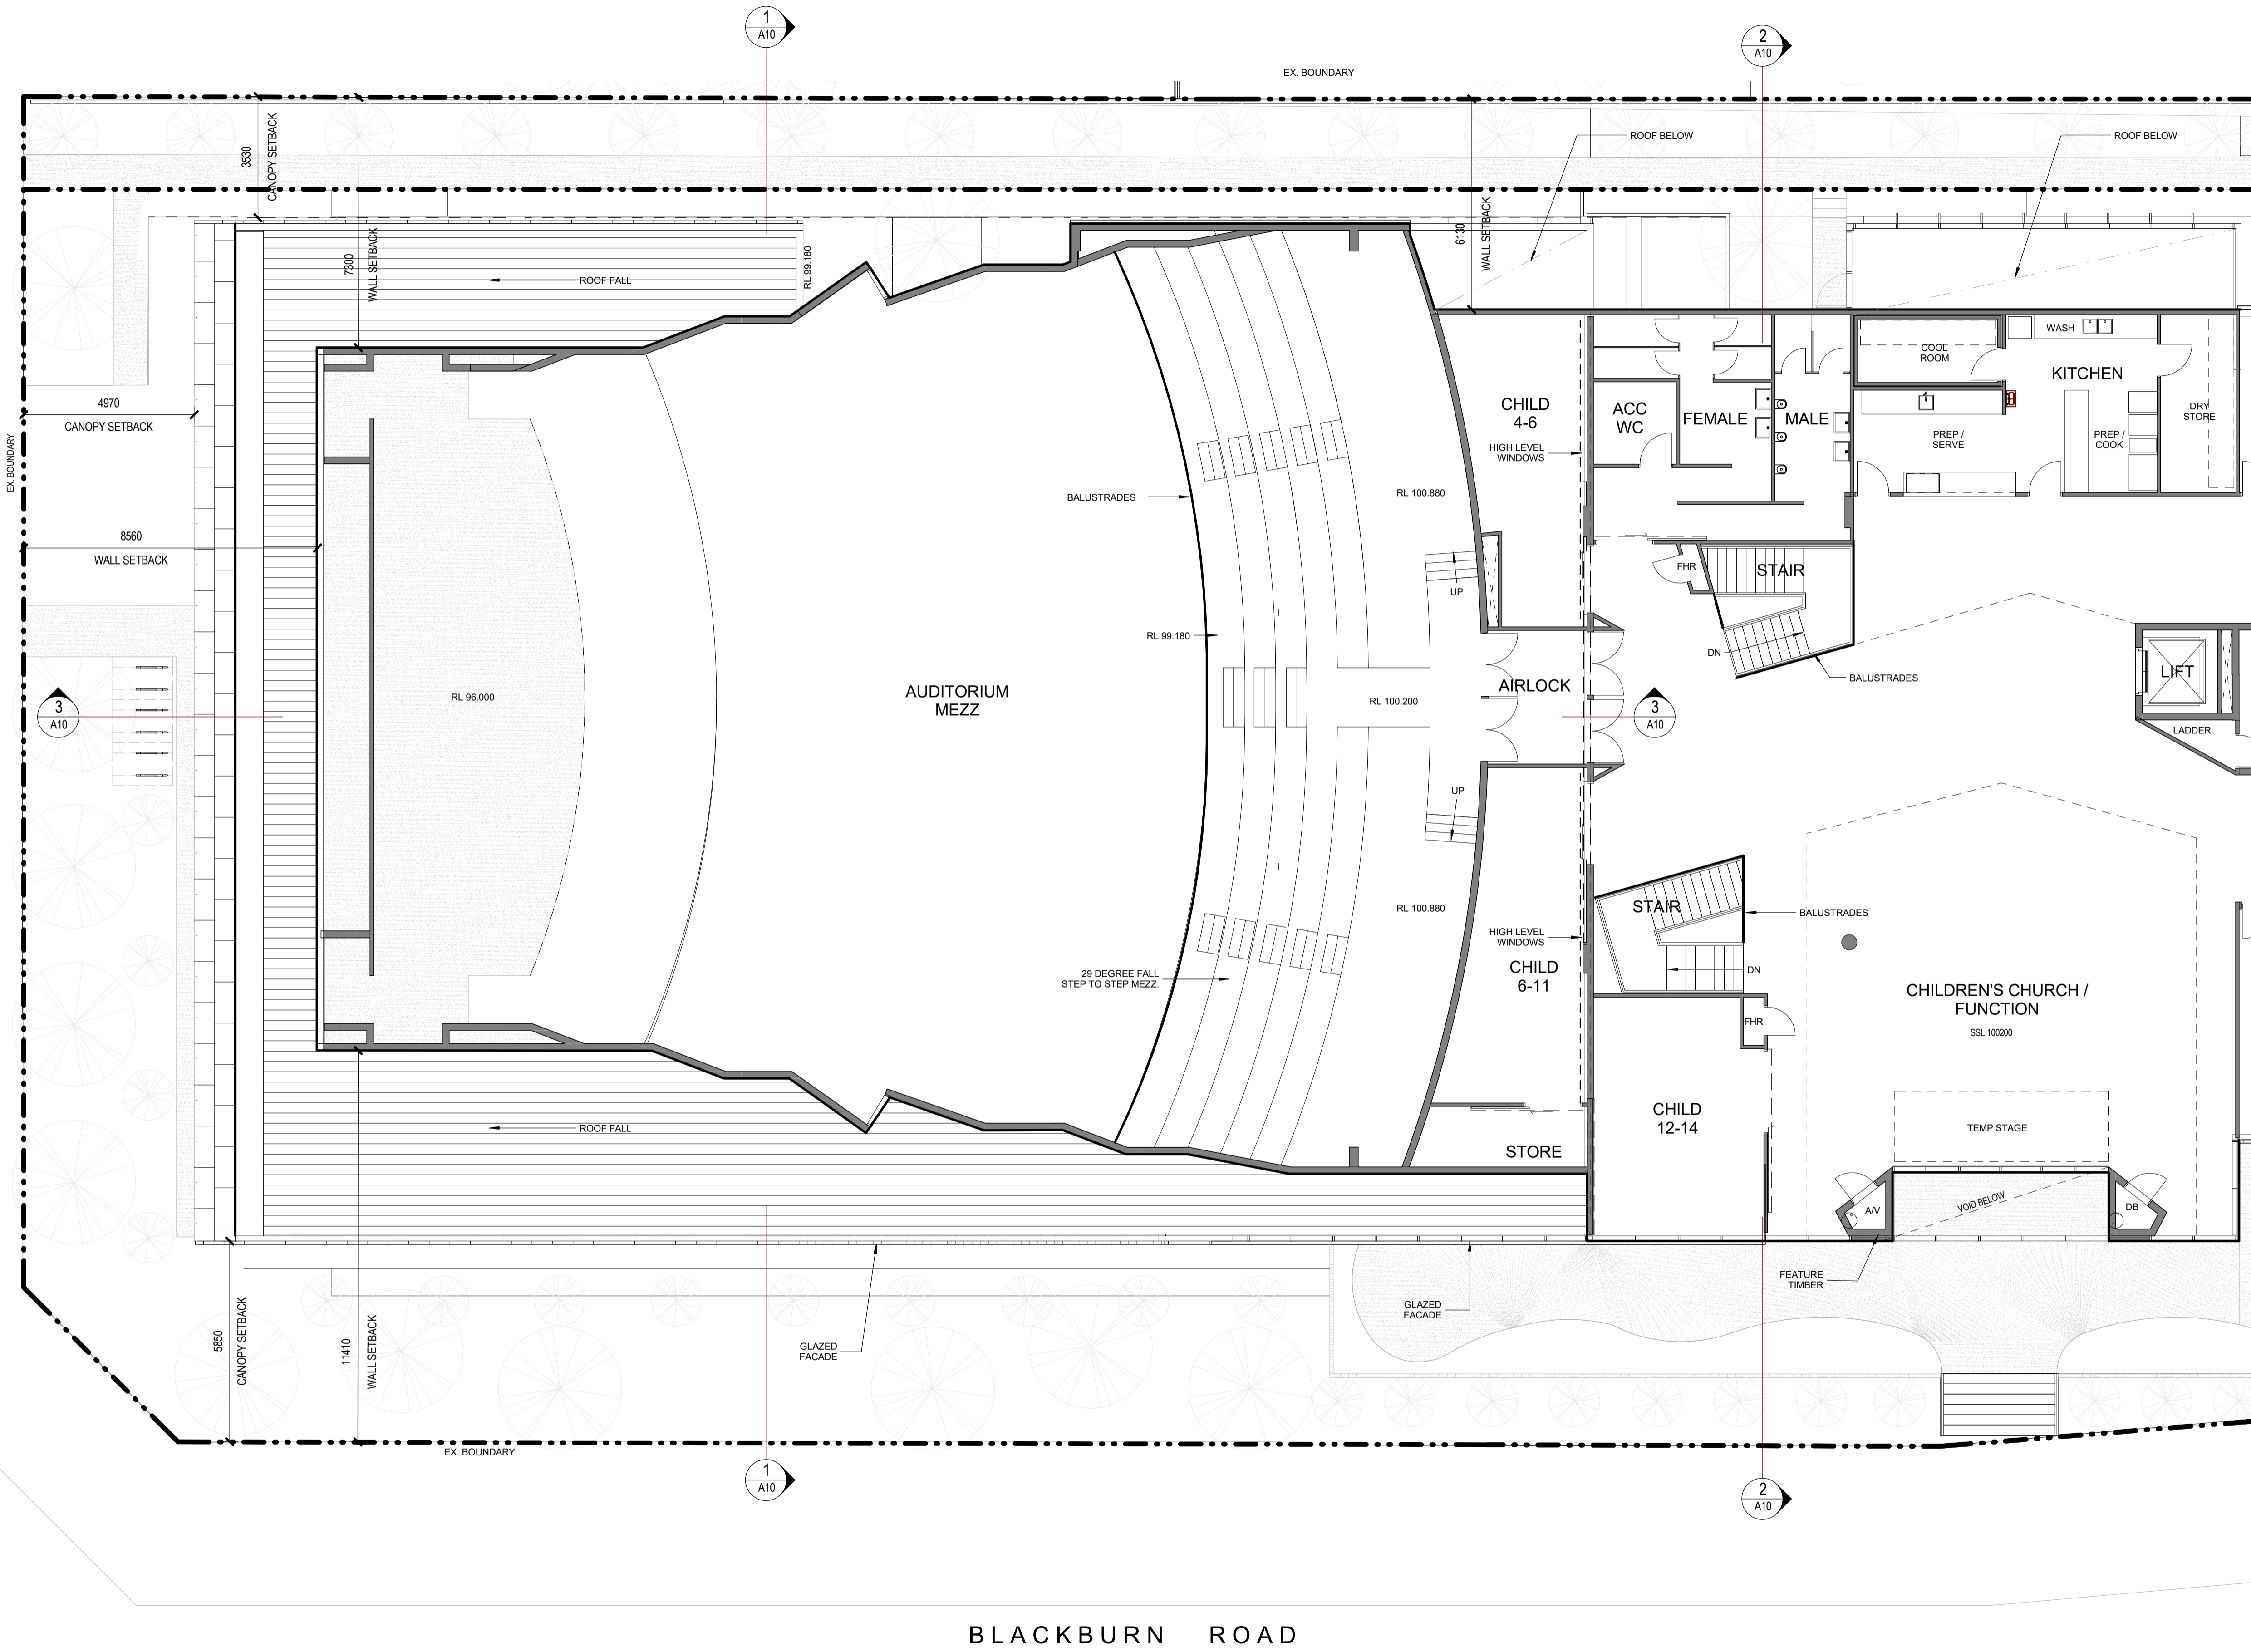 1
A10
2
A10
EX. BOUNDARY
3530
CANOPY SETBACK
7300
WALL SETBACK
6130
WALL SETBACK
ROOF BELOW
ROOF BELOW
ROOF FALL
RL 99.180
WASH
COOL
ROOM
KITCHEN
DRY
STORE
PREP /
SERVE
PREP /
COOK
4970
CANOPY SETBACK
EX. BOUNDARY
CHILD
4-6
HIGH LEVEL
WINDOWS
ACC
WC
FEMALE
MALE
BALUSTRADES
RL 100.880
8560
WALL SETBACK
FHR
STAIR
UP
DN
BALUSTRADES
RL 99.180
LIFT
LADDER
3
A10
RL 96.000
AUDITORIUM
MEZZ
RL 100.200
AIRLOCK
3
A10
UP
RL 100.880
STAIR
BALUSTRADES
DN
HIGH LEVEL
WINDOWS
CHILD
6-11
29 DEGREE FALL
STEP TO STEP MEZZ.
CHILDREN'S CHURCH /
FUNCTION
SSL.100200
FHR
CHILD
12-14
TEMP STAGE
ROOF FALL
STORE
A/V
VOID BELOW
DB
FEATURE
TIMBER
GLAZED
FACADE
GLAZED
FACADE
5850
CANOPY SETBACK
11410
WALL SETBACK
EX. BOUNDARY
1
A10
2
A10
BLACKBURN ROAD